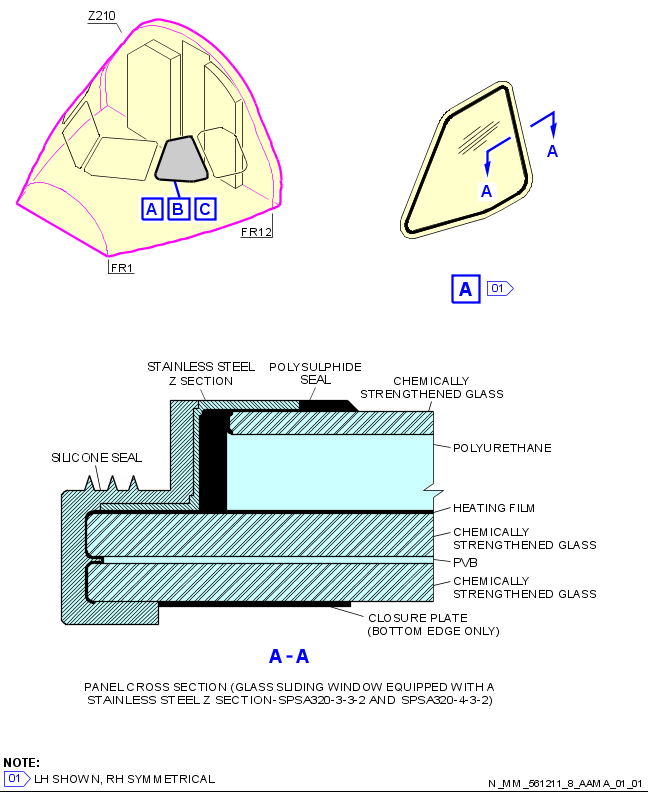 Z210
A B C
FR12
FR1
A
A
A 01
STAINLESS STEEL
Z SECTION
POLYSULPHIDE
SEAL
CHEMICALLY
STRENGTHENED GLASS
POLYURETHANE
SILICONE SEAL
HEATING FILM
CHEMICALLY
STRENGTHENED GLASS
PVB
CHEMICALLY
STRENGTHENED GLASS
CLOSURE PLATE
(BOTTOM EDGE ONLY)
A-A
PANEL CROSS SECTION (GLASS SLIDING WINDOW EQUIPPED WITH A
STAINLESS STEEL Z SECTION-SPSA320-3-3-2 AND SPSA320-4-3-2)
NOTE:
01 LH SHOWN, RH SYMMETRICAL
N_MM_561211_8_AAMA_01_01